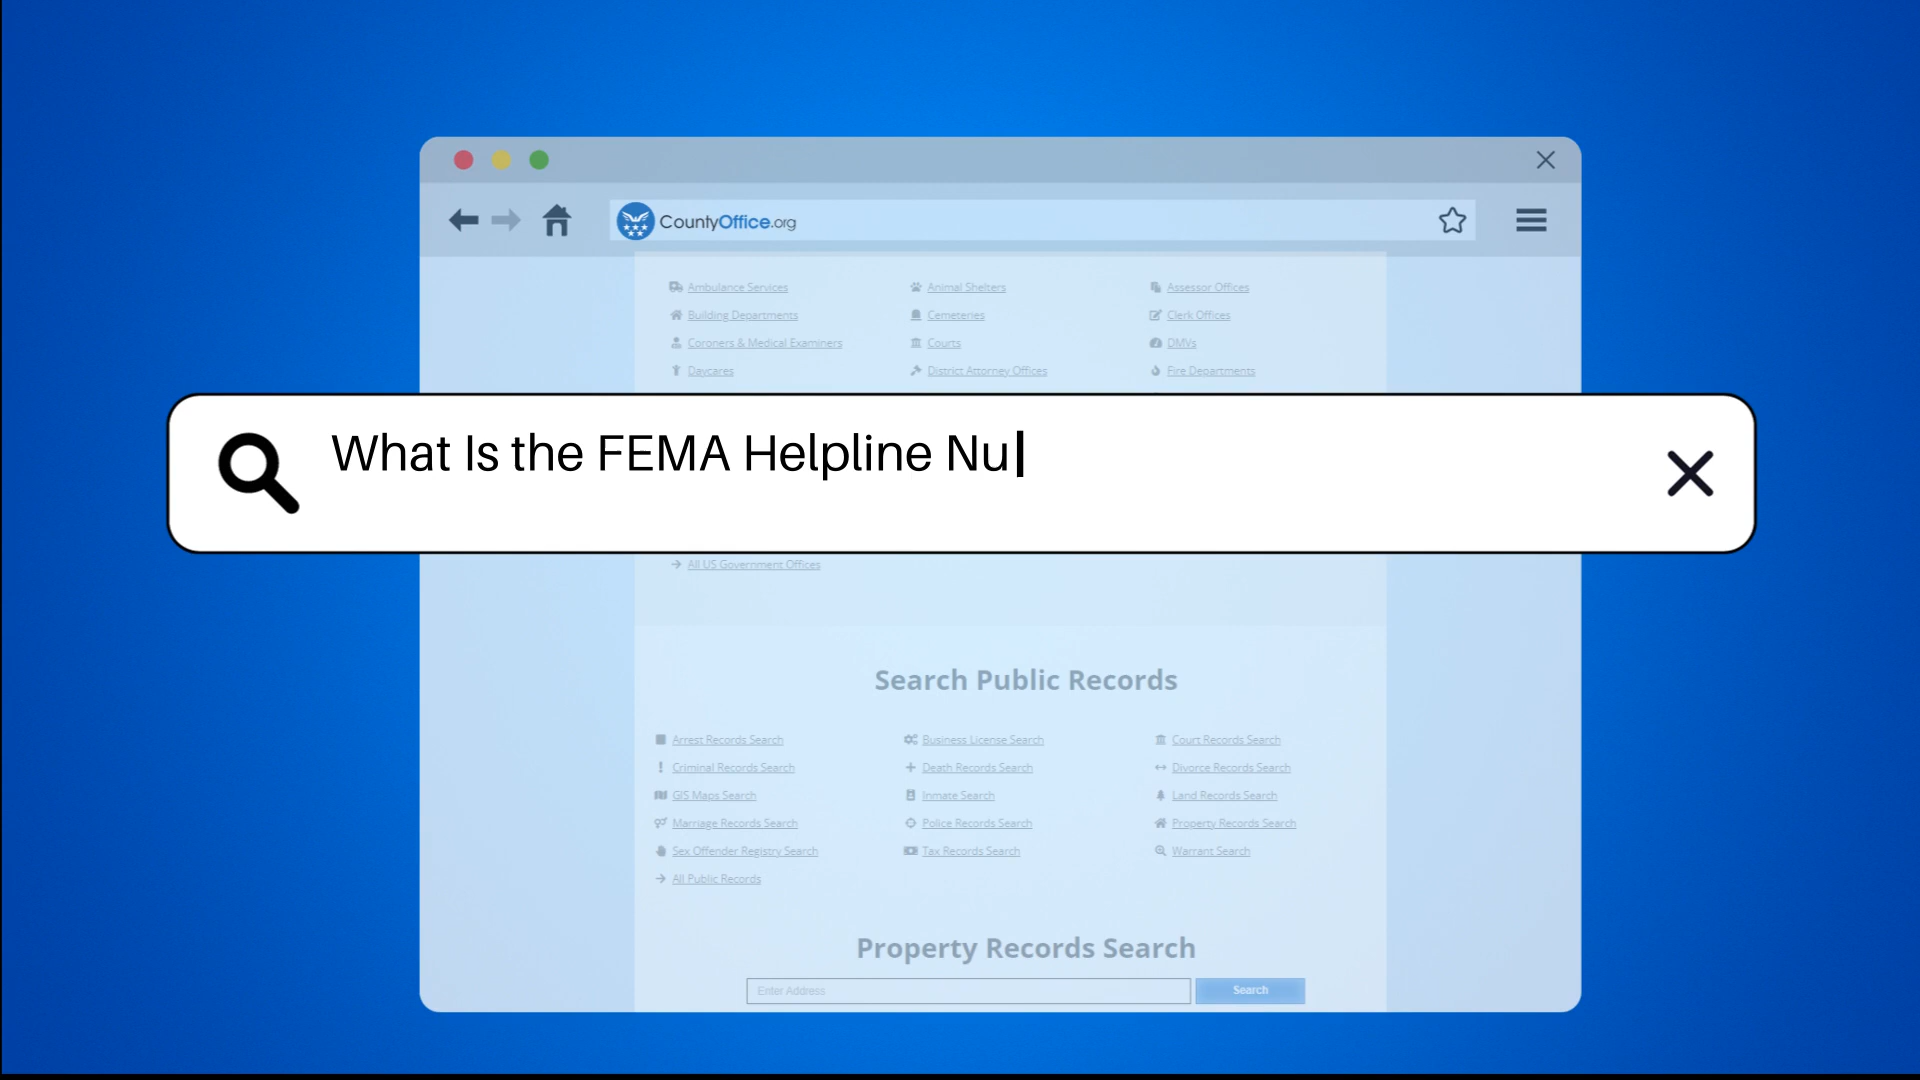 CountyOffice.org
Ambulance Services
Animal Shelters
Assessor Offices
Building Departments
Cemeteries
Clerk Offices
Coroners & Medical Examiners
Courts
DMVs
Daycares
District Attorney Offices
Fire Departments
What Is the FEMA Helpline Nu
All US Government Offices
Search Public Records
Arrest Records Search
Business License Search
Court Records Search
Criminal Records Search
Death Records Search
Divorce Records Search
GIS Maps Search
Inmate Search
Land Records Search
Marriage Records Search
Police Records Search
Property Records Search
Sex Offender Registry Search
Tax Records Search
Warrant Search
All Public Records
Property Records Search
Enter Address
Search